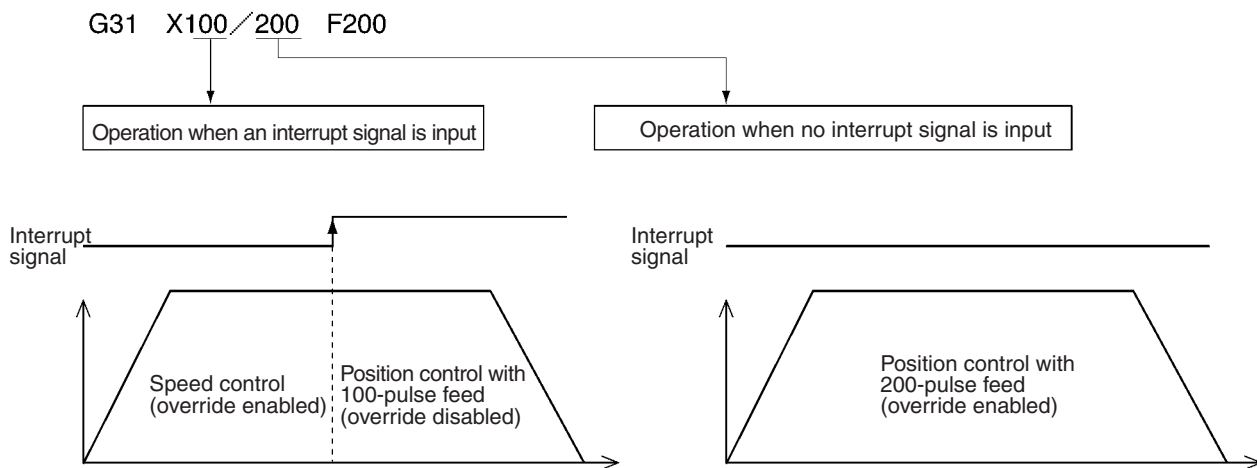 G31 X100／200 F200
Operation when an interrupt signal is input
Operation when no interrupt signal is input
Interrupt
signal
Speed control
(override enabled)
Position control with
100-pulse feed
(override disabled)
Interrupt
signal
Position control with
200-pulse feed
(override enabled)